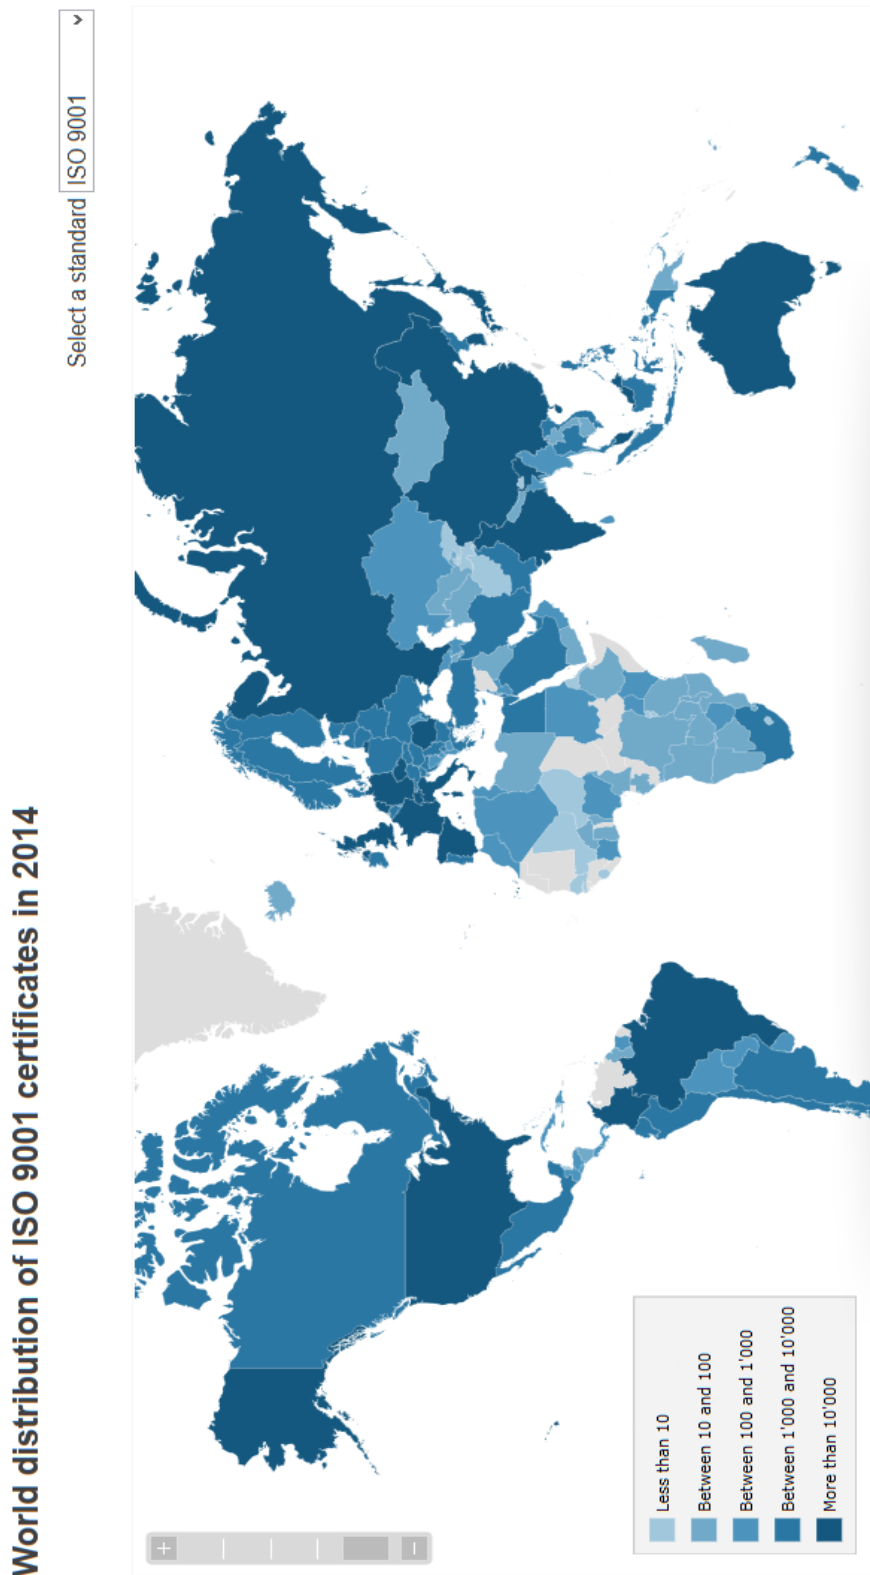 World distribution of ISO 9001 certificates in 2014
Select a standard ISO 9001
+
−
Less than 10
Between 10 and 100
Between 100 and 1'000
Between 1'000 and 10'000
More than 10'000